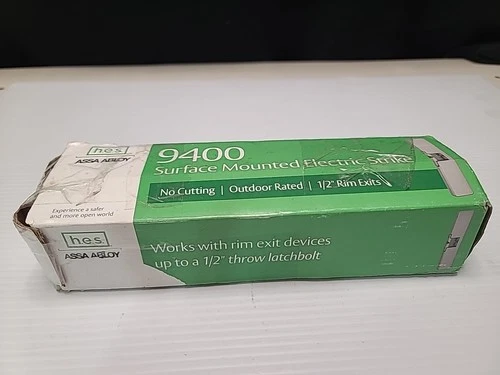 hes
ASSA ABLOY
9400
Surface Mounted Electric Strike
No Cutting | Outdoor Rated | 1/2" Rim Exits
Experience a safer
and more open world
hes
ASSA ABLOY
Works with rim exit devices
up to a 1/2" throw latchbolt